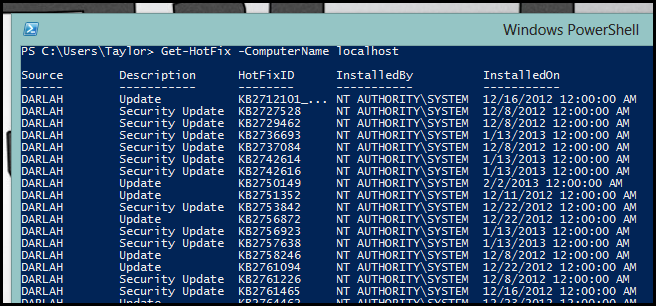 Windows PowerShell
PS C:\Users\Taylor> Get-HotFix -ComputerName localhost
Source Description HotFixID InstalledBy InstalledOn
------ ----------- -------- ----------- -----------
DARLAH Update KB2712101_... NT AUTHORITY\SYSTEM 12/16/2012 12:00:00 AM
DARLAH Security Update KB2727528 NT AUTHORITY\SYSTEM 12/8/2012 12:00:00 AM
DARLAH Security Update KB2729462 NT AUTHORITY\SYSTEM 12/8/2012 12:00:00 AM
DARLAH Security Update KB2736693 NT AUTHORITY\SYSTEM 1/13/2013 12:00:00 AM
DARLAH Security Update KB2737084 NT AUTHORITY\SYSTEM 12/8/2012 12:00:00 AM
DARLAH Security Update KB2742614 NT AUTHORITY\SYSTEM 1/13/2013 12:00:00 AM
DARLAH Security Update KB2742616 NT AUTHORITY\SYSTEM 1/13/2013 12:00:00 AM
DARLAH Update KB2750149 NT AUTHORITY\SYSTEM 2/2/2013 12:00:00 AM
DARLAH Update KB2751352 NT AUTHORITY\SYSTEM 12/11/2012 12:00:00 AM
DARLAH Security Update KB2753842 NT AUTHORITY\SYSTEM 12/22/2012 12:00:00 AM
DARLAH Update KB2756872 NT AUTHORITY\SYSTEM 12/22/2012 12:00:00 AM
DARLAH Security Update KB2756923 NT AUTHORITY\SYSTEM 1/13/2013 12:00:00 AM
DARLAH Security Update KB2757638 NT AUTHORITY\SYSTEM 1/13/2013 12:00:00 AM
DARLAH Update KB2758246 NT AUTHORITY\SYSTEM 12/8/2012 12:00:00 AM
DARLAH Update KB2761094 NT AUTHORITY\SYSTEM 12/22/2012 12:00:00 AM
DARLAH Security Update KB2761226 NT AUTHORITY\SYSTEM 12/8/2012 12:00:00 AM
DARLAH Security Update KB2761465 NT AUTHORITY\SYSTEM 12/16/2012 12:00:00 AM
DARLAH Update NT AUTHORITY\SYSTEM 12:00:00 AM